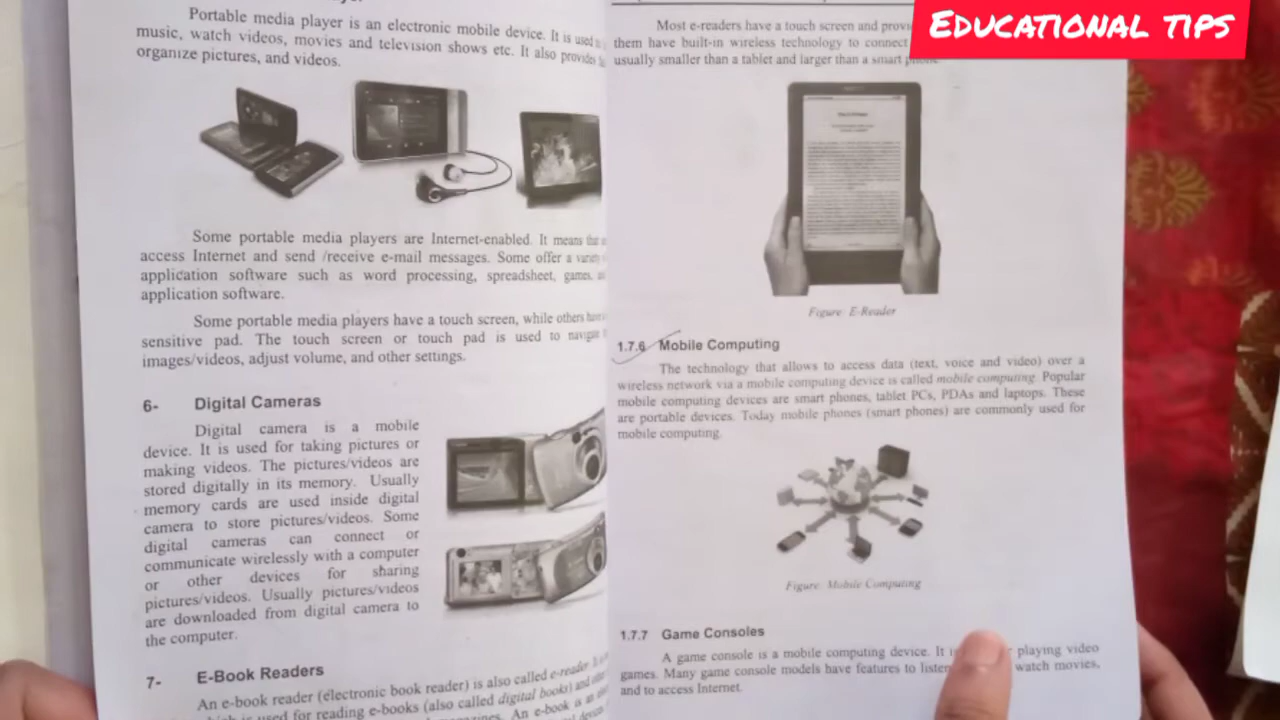 Portable media player is an electronic mobile device. It is used
music, watch videos, movies and television shows etc. It also provides
organize pictures, and videos.
Some portable media players are Internet-enabled. It means that
access Internet and send /receive e-mail messages. Some offer a variety
application software such as word processing, spreadsheet, games,
application software.
Some portable media players have a touch screen, while others have
sensitive pad. The touch screen or touch pad is used to navigate
images/videos, adjust volume, and other settings.
6- Digital Cameras
Digital camera is a mobile
device. It is used for taking pictures or
making videos. The pictures/videos are
stored digitally in its memory. Usually
memory cards are used inside digital
camera to store pictures/videos. Some
digital cameras can connect or
communicate wirelessly with a computer
or other devices for sharing
pictures/videos. Usually pictures/videos
are downloaded from digital camera to
the computer.
7- E-Book Readers
An e-book reader (electronic book reader) is also called e-reader.
is used for reading e-books (also called digital books) and
An e-book is an
EDUCATIONAL TIPS
Most e-readers have a touch screen and
them have built-in wireless technology to connect
usually smaller than a tablet and larger than a smart
Figure: E-Reader
1.7.6 Mobile Computing
The technology that allows to access data (text, voice and video) over a
wireless network via a mobile computing device is called mobile computing. Popular
mobile computing devices are smart phones, tablet PCs, PDAs and laptops. These
are portable devices. Today mobile phones (smart phones) are commonly used for
mobile computing.
Figure: Mobile Computing
1.7.7 Game Consoles
A game console is a mobile computing device. It playing video
games. Many game console models have features to listen watch movies,
and to access Internet.